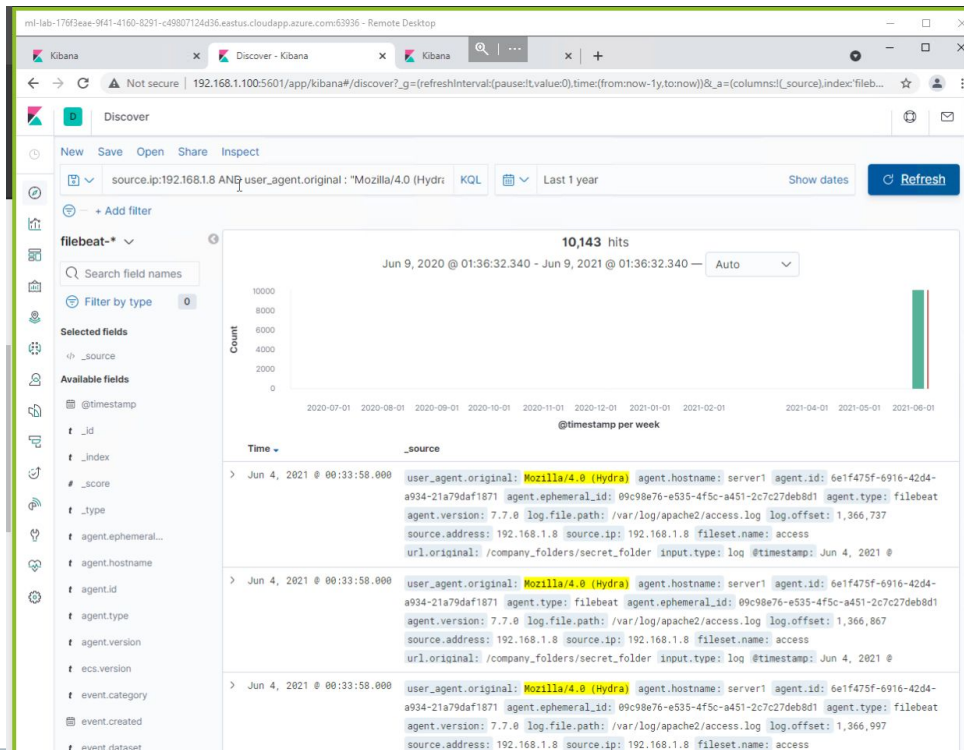 ml-lab-176f3eae-9f41-4160-8291-c49807124d36.eastus.cloudapp.azure.com:63936 - Remote Desktop
Kibana
Discover - Kibana
Kibana
Not secure | 192.168.1.100:5601/app/kibana#/discover?_g=(refreshInterval:(pause:!t,value:0),time:(from:now-1y,to:now))&_a=(columns:!(_source),index:'fileb...
D Discover
New Save Open Share Inspect
source.ip:192.168.1.8 AND user_agent.original : "Mozilla/4.0 (Hydra KQL Last 1 year Show dates Refresh
+ Add filter
filebeat-*
Search field names
Filter by type 0
Selected fields
</> _source
Available fields
@timestamp
t _id
t _index
# _score
t _type
t agent.ephemeral...
t agent.hostname
t agent.id
t agent.type
t agent.version
t ecs.version
t event.category
event.created
t event.dataset
10,143 hits
Jun 9, 2020 @ 01:36:32.340 - Jun 9, 2021 @ 01:36:32.340 — Auto
10000
8000
6000
4000
2000
0
Count
2020-07-01 2020-08-01 2020-09-01 2020-10-01 2020-11-01 2020-12-01 2021-01-01 2021-02-01 2021-04-01 2021-05-01 2021-06-01
@timestamp per week
Time _source
Jun 4, 2021 @ 00:33:58.000 user_agent.original: Mozilla/4.0 (Hydra) agent.hostname: server1 agent.id: 6e1f475f-6916-42d4-
a934-21a79daf1871 agent.ephemeral_id: 09c98e76-e535-4f5c-a451-2c7c27deb8d1 agent.type: filebeat
agent.version: 7.7.0 log.file.path: /var/log/apache2/access.log log.offset: 1,366,737
source.address: 192.168.1.8 source.ip: 192.168.1.8 fileset.name: access
url.original: /company_folders/secret_folder input.type: log @timestamp: Jun 4, 2021 @
Jun 4, 2021 @ 00:33:58.000 user_agent.original: Mozilla/4.0 (Hydra) agent.hostname: server1 agent.id: 6e1f475f-6916-42d4-
a934-21a79daf1871 agent.type: filebeat agent.ephemeral_id: 09c98e76-e535-4f5c-a451-2c7c27deb8d1
agent.version: 7.7.0 log.file.path: /var/log/apache2/access.log log.offset: 1,366,867
source.address: 192.168.1.8 source.ip: 192.168.1.8 fileset.name: access
url.original: /company_folders/secret_folder input.type: log @timestamp: Jun 4, 2021 @
Jun 4, 2021 @ 00:33:58.000 user_agent.original: Mozilla/4.0 (Hydra) agent.hostname: server1 agent.id: 6e1f475f-6916-42d4-
a934-21a79daf1871 agent.ephemeral_id: 09c98e76-e535-4f5c-a451-2c7c27deb8d1 agent.type: filebeat
agent.version: 7.7.0 log.file.path: /var/log/apache2/access.log log.offset: 1,366,997
source.address: 192.168.1.8 source.ip: 192.168.1.8 fileset.name: access